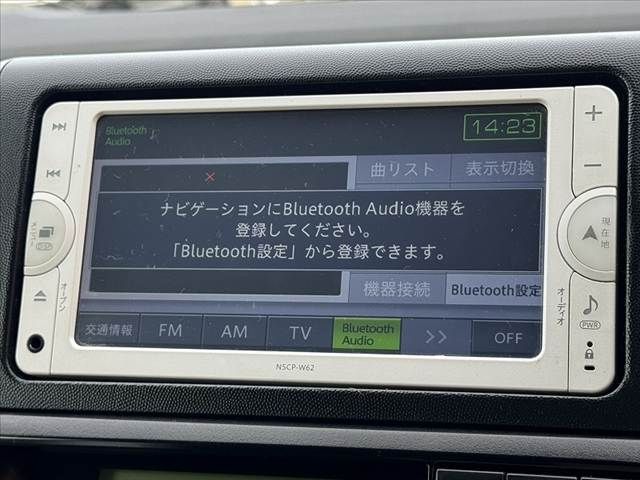 Bluetooth
Audio
14:23
曲リスト
表示切換
ナビゲーションにBluetooth Audio機器を
登録してください。
「Bluetooth設定」から登録できます。
機器接続
Bluetooth設定
交通情報
FM
AM
TV
Bluetooth
Audio
>>
OFF
メニュー
DISP
オープン
+
−
現在地
オーディオ
PWR
NSCP-W62